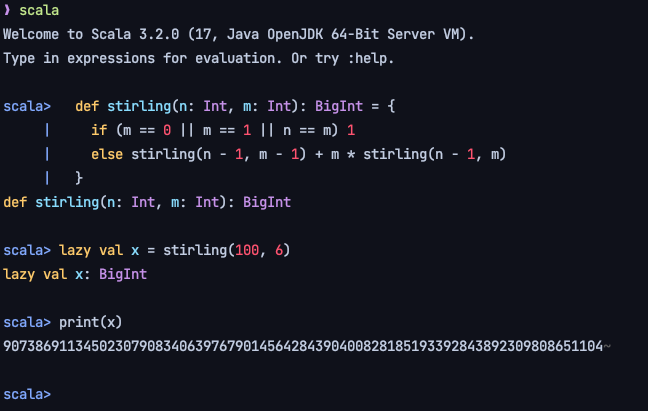 ❯ scala
Welcome to Scala 3.2.0 (17, Java OpenJDK 64-Bit Server VM).
Type in expressions for evaluation. Or try :help.
scala>   def stirling(n: Int, m: Int): BigInt = {
     |     if (m == 0 || m == 1 || n == m) 1
     |     else stirling(n - 1, m - 1) + m * stirling(n - 1, m)
     |   }
def stirling(n: Int, m: Int): BigInt
scala> lazy val x = stirling(100, 6)
lazy val x: BigInt
scala> print(x)
907386911345023079083406397679014564284390400828185193392843892309808651104~
scala>